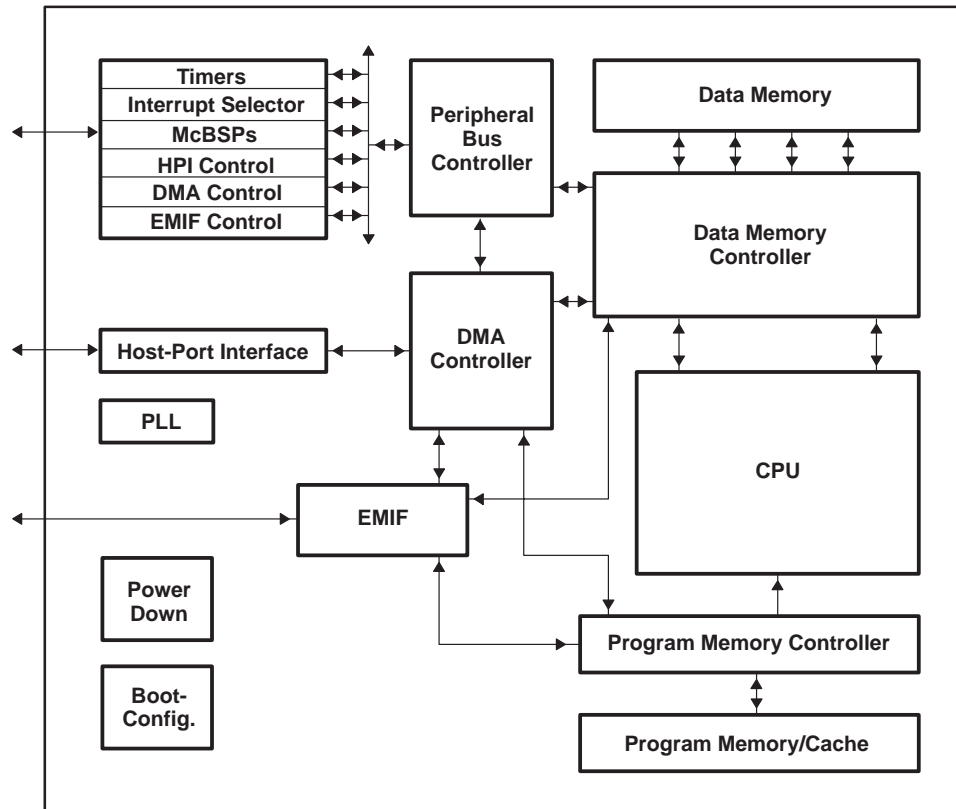 Timers
Interrupt Selector
McBSPs
HPI Control
DMA Control
EMIF Control
Peripheral
Bus
Controller
Data Memory
Data Memory
Controller
Host-Port Interface
DMA
Controller
PLL
CPU
EMIF
Power
Down
Program Memory Controller
Boot-
Config.
Program Memory/Cache